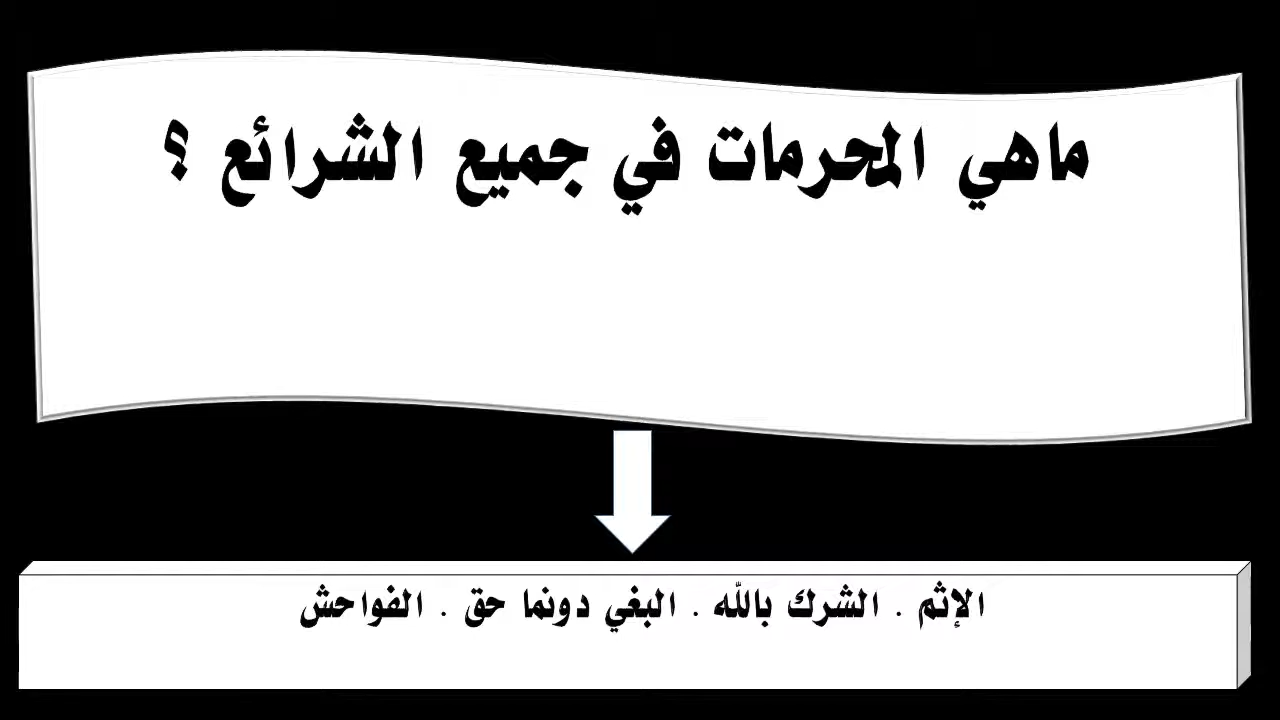 ماهي المحرمات في جميع الشرائع ؟
الإثم . الشرك بالله . البغي دونما حق . الفواحش